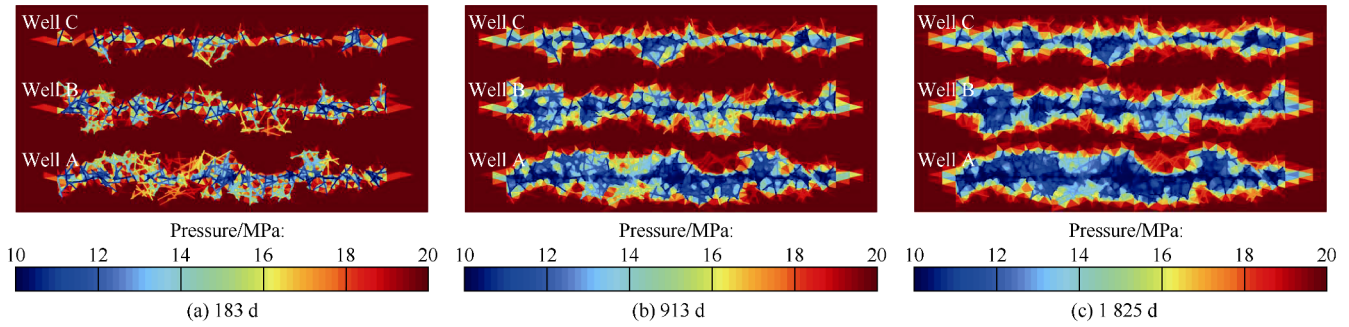 Well C
Well B
Well A
Pressure/MPa:
10 12 14 16 18 20
(a) 183 d
Well C
Well B
Well A
Pressure/MPa:
10 12 14 16 18 20
(b) 913 d
Well C
Well B
Well A
Pressure/MPa:
10 12 14 16 18 20
(c) 1 825 d